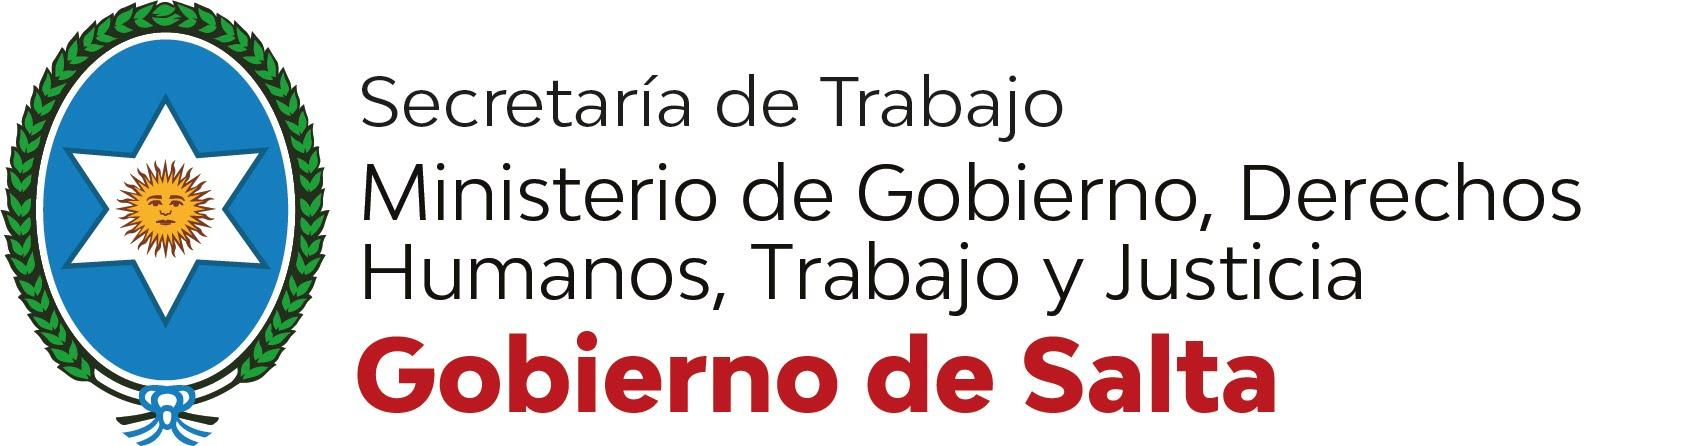 Secretaría de Trabajo
Ministerio de Gobierno, Derechos
Humanos, Trabajo y Justicia
Gobierno de Salta